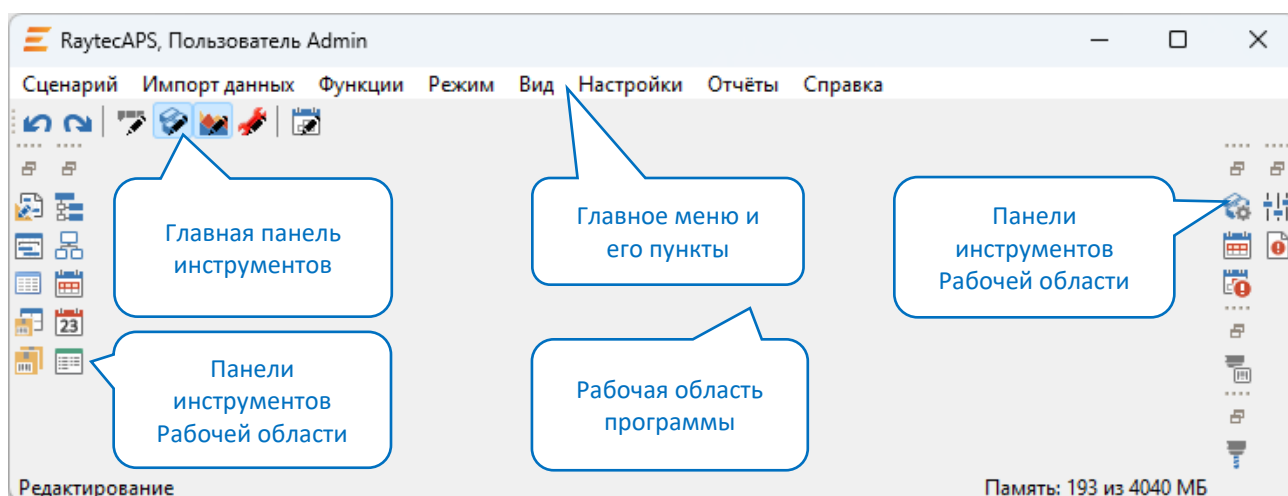 RaytecAPS, Пользователь Admin
Сценарий Импорт данных Функции Режим Вид Настройки Отчёты Справка
Главная панель
инструментов
Главное меню и
его пункты
Панели
инструментов
Рабочей области
23
Панели
инструментов
Рабочей области
Рабочая область
программы
Редактирование
Память: 193 из 4040 МБ